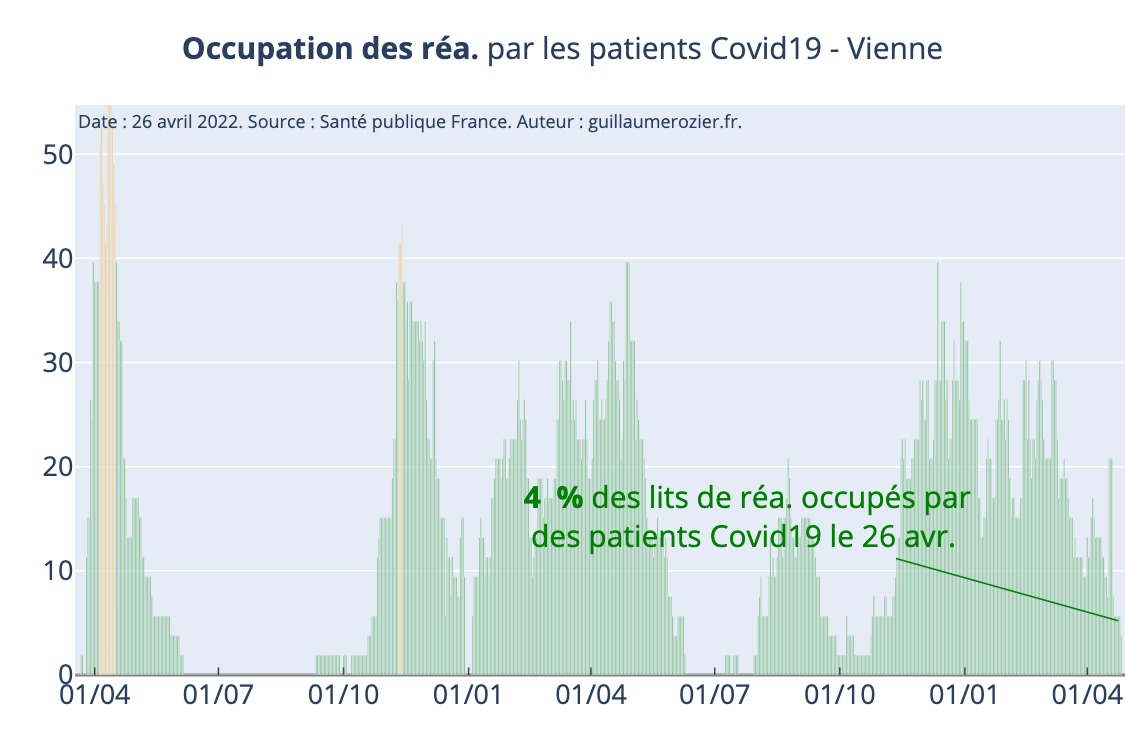 Occupation des réa. par les patients Covid19 - Vienne
Date : 26 avril 2022. Source : Santé publique France. Auteur : guillaumerozier.fr.
50
40
30
20
10
0
4 % des lits de réa. occupés par
des patients Covid19 le 26 avr.
01/04 01/07 01/10 01/01 01/04 01/07 01/10 01/01 01/04